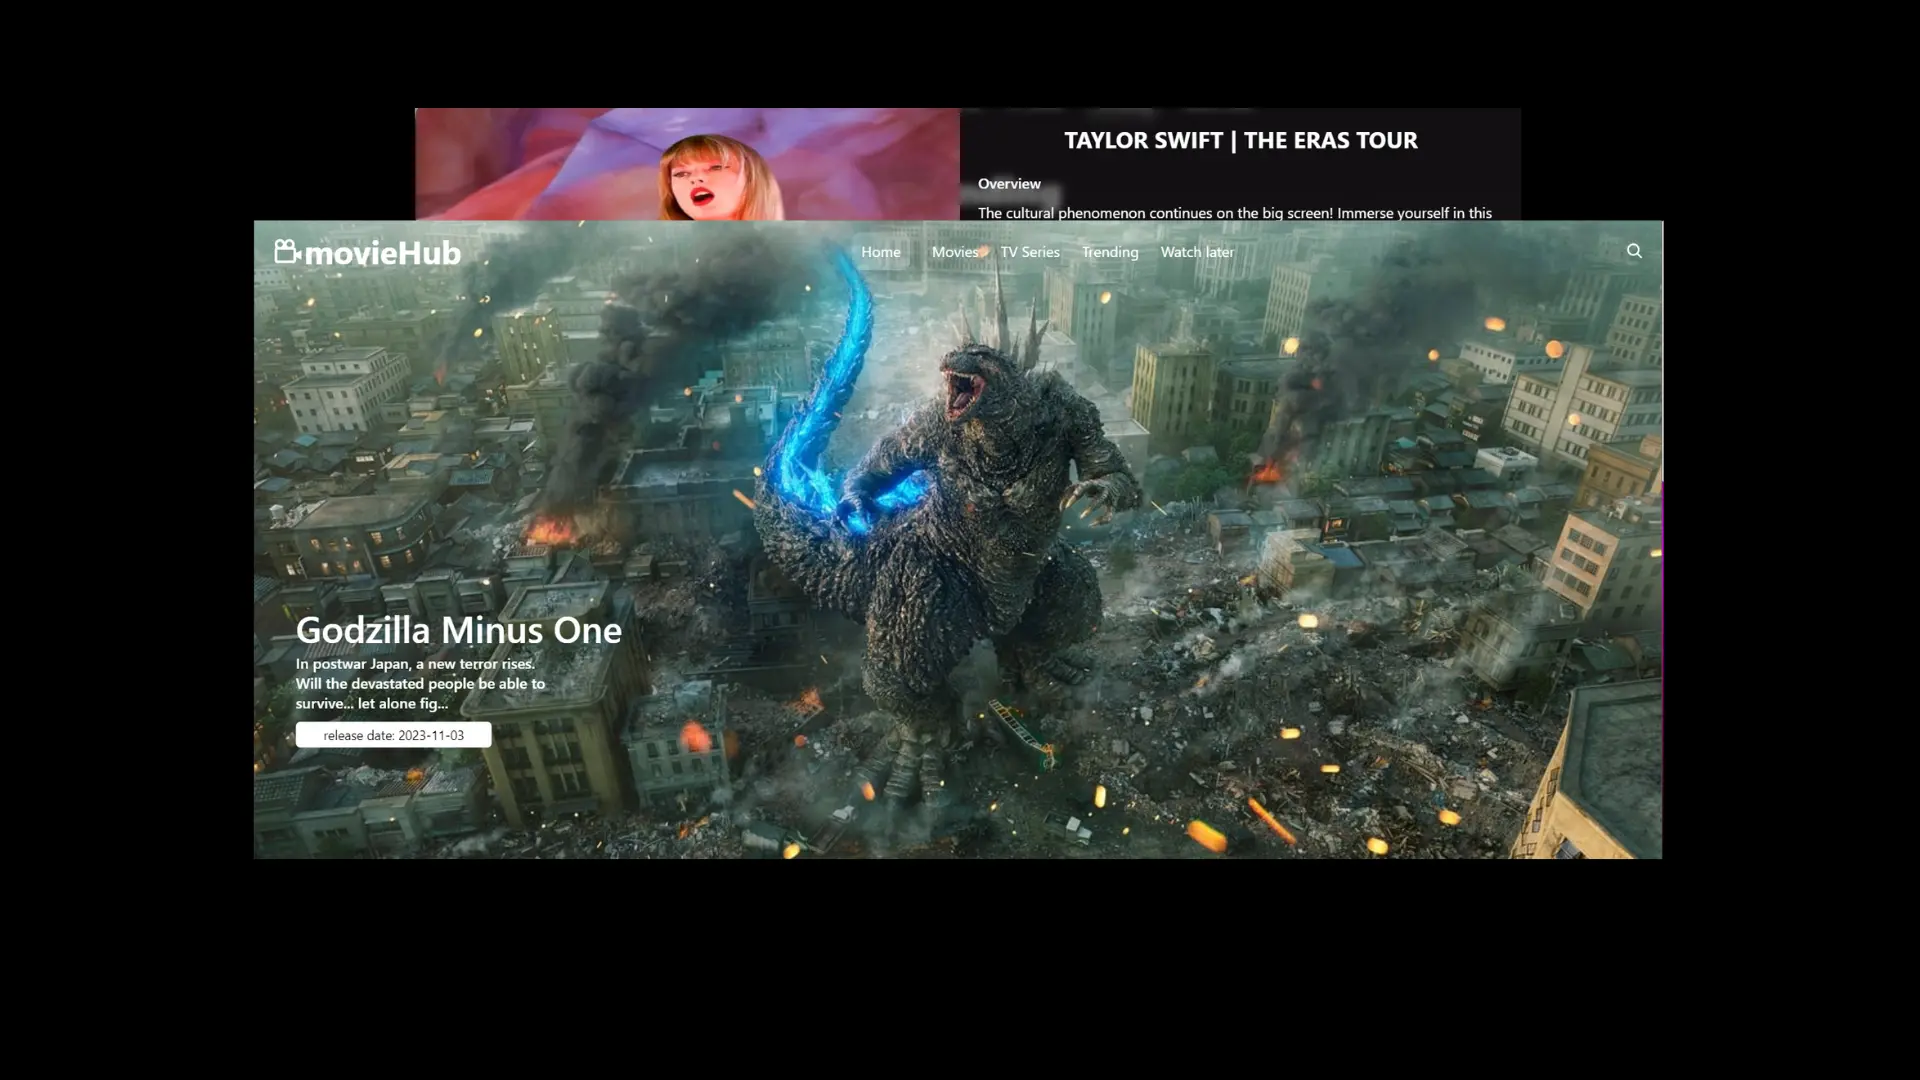 TAYLOR SWIFT | THE ERAS TOUR
Overview
The cultural phenomenon continues on the big screen! Immerse yourself in this
movieHub
Home Movies TV Series Trending Watch later
Godzilla Minus One
In postwar Japan, a new terror rises.
Will the devastated people be able to
survive... let alone fig...
release date: 2023-11-03